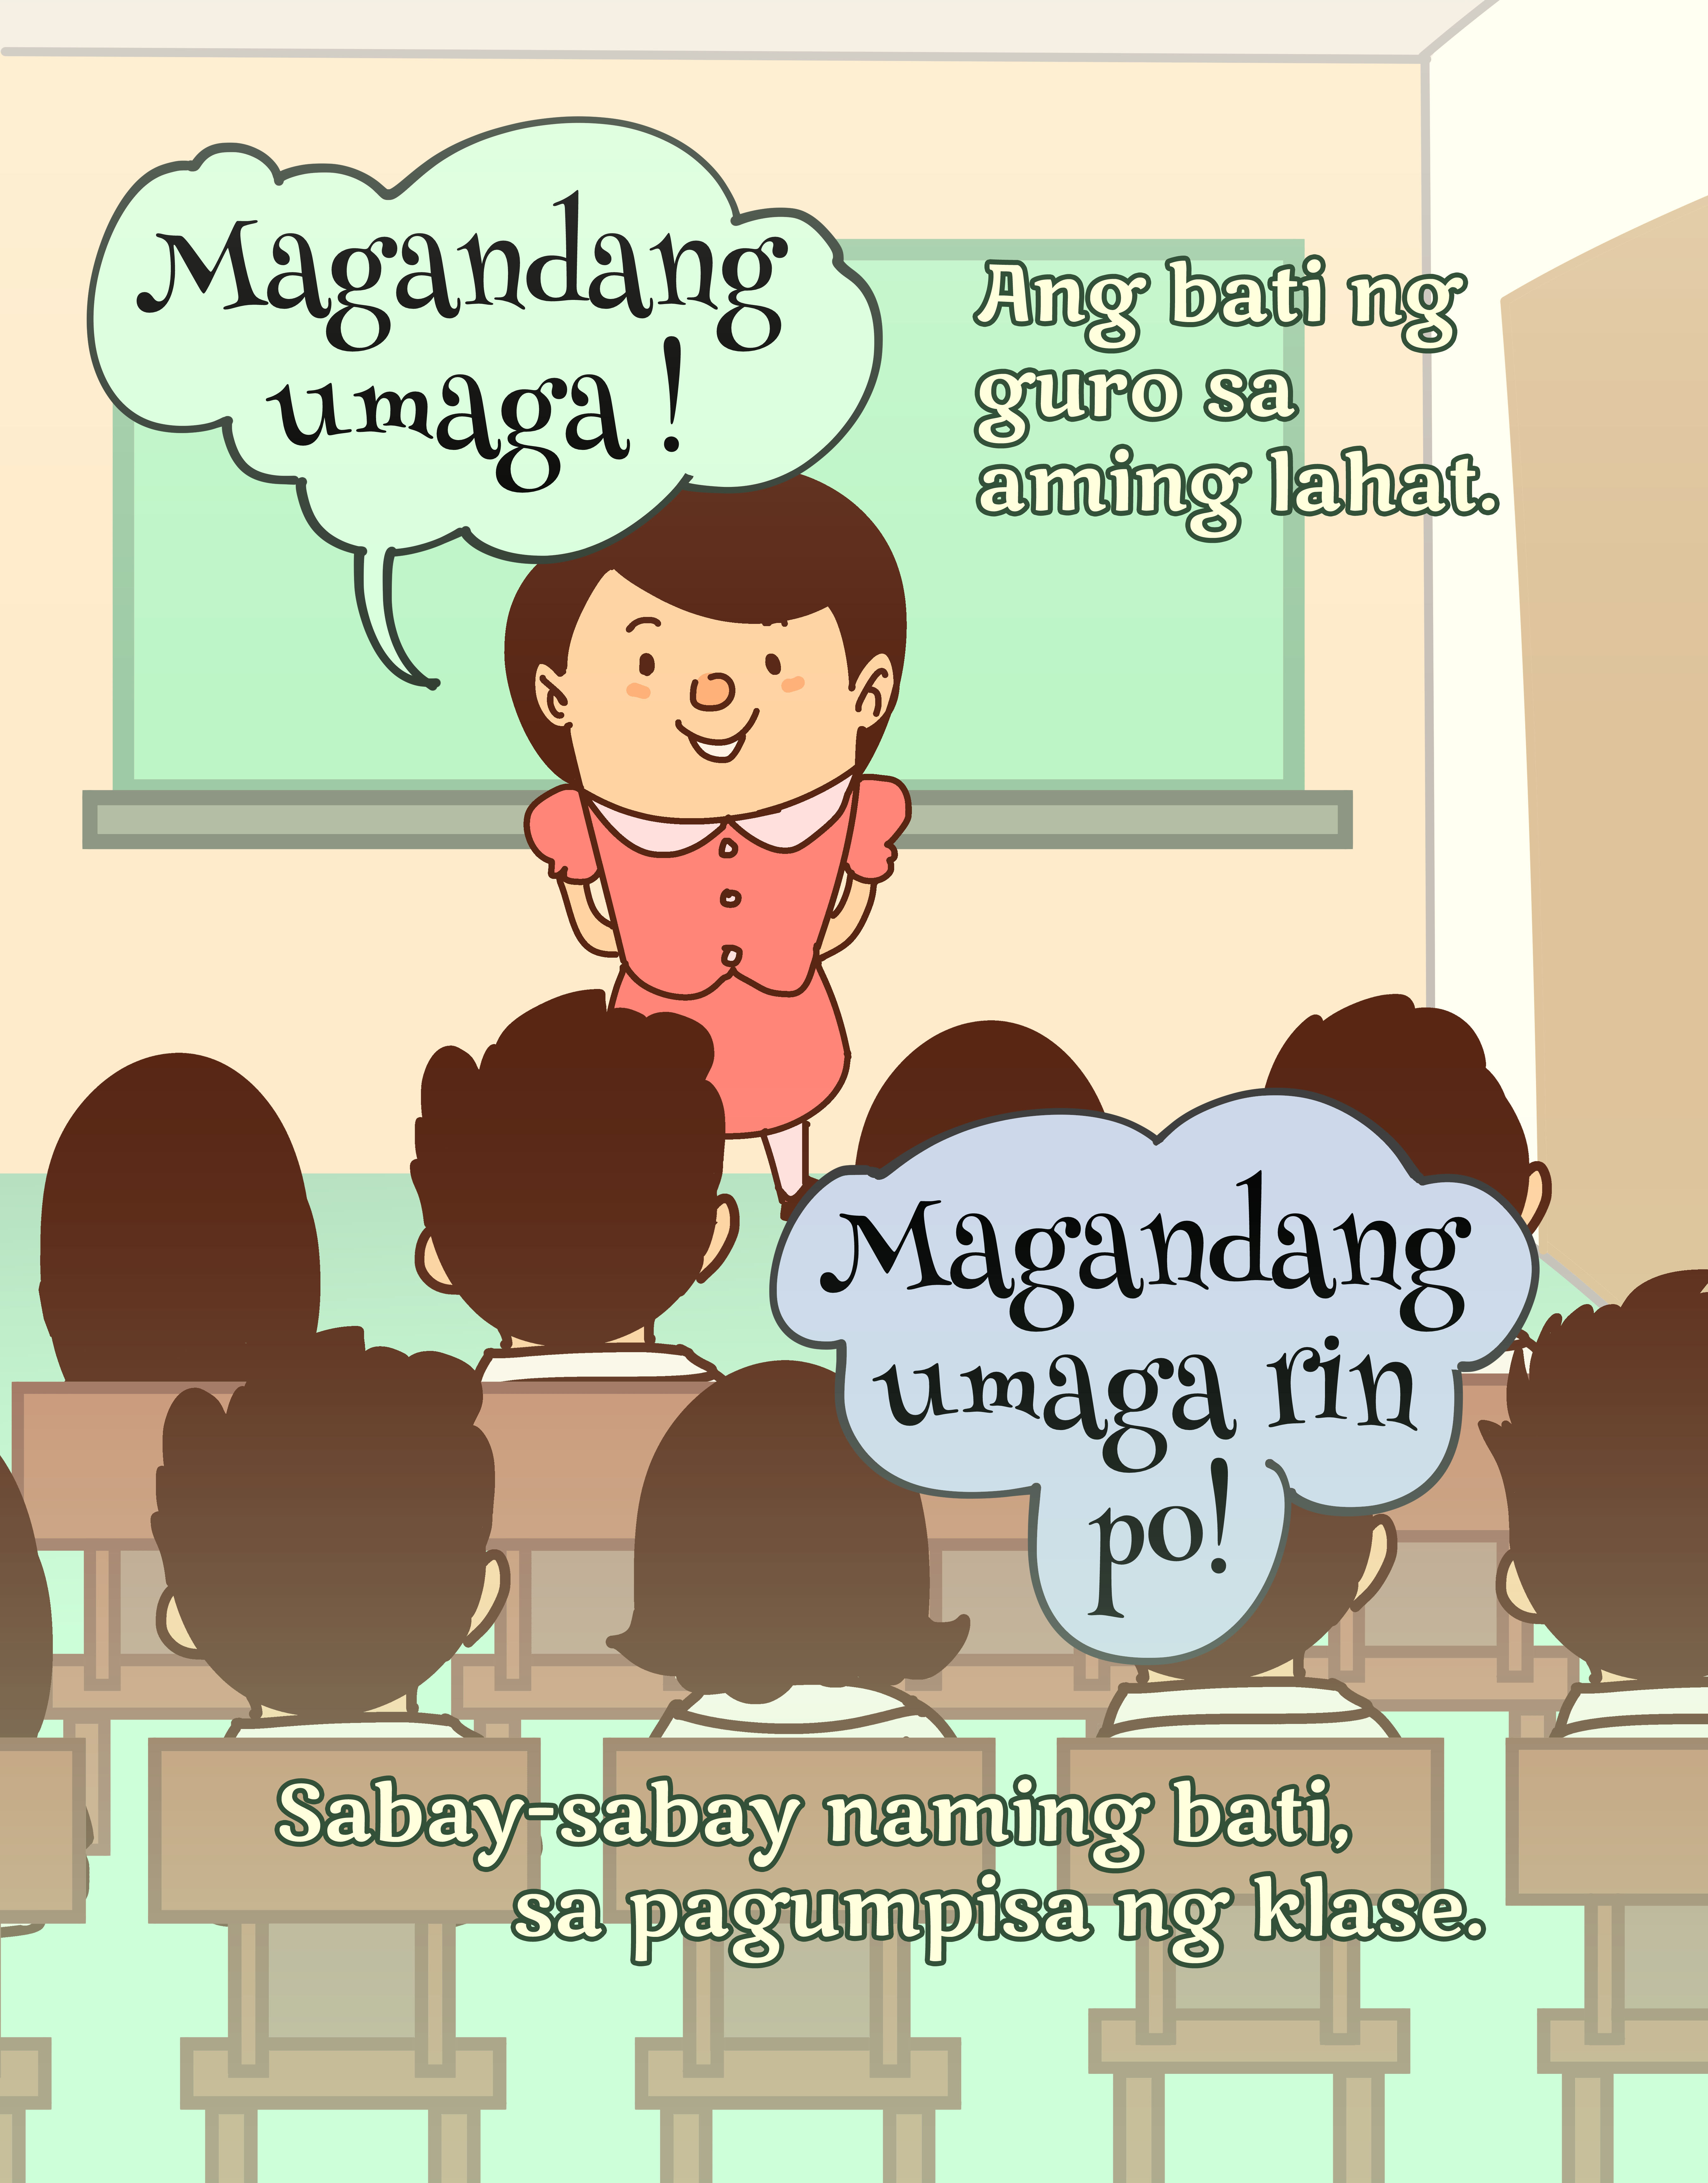 Magandang
umaga!
Ang bati ng
guro sa
aming lahat.
Magandang
umaga rin
po!
Sabay-sabay naming bati,
sa pagumpisa ng klase.